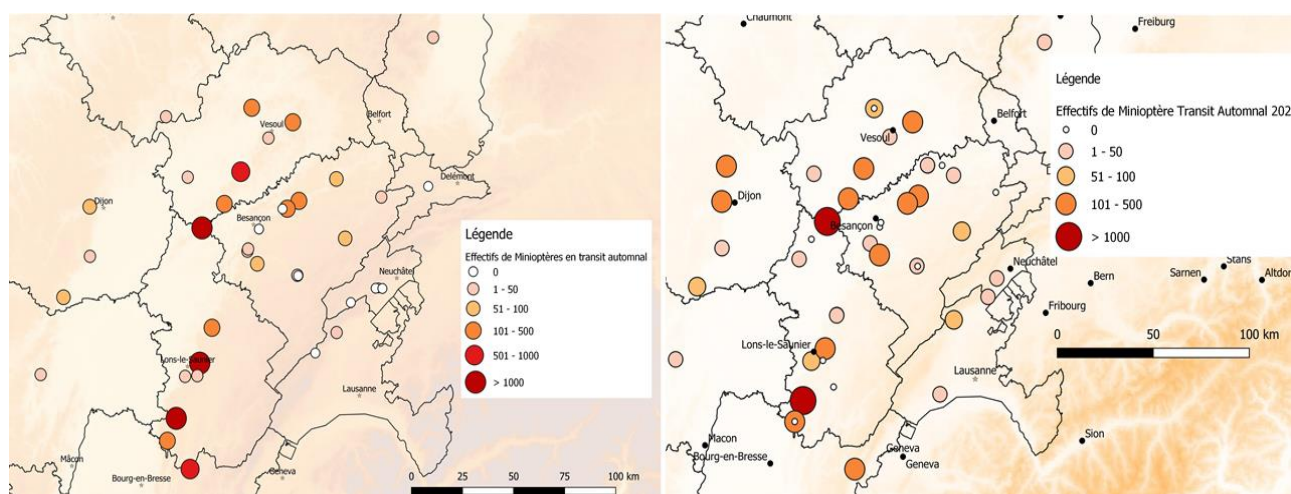 Vesoul
Belfort
Delémont
Dijon
Besançon
Légende
Effectifs de Minioptères en transit automnal
0
1 - 50
51 - 100
101 - 500
501 - 1000
> 1000
Neuchâtel
Lons-le-Saunier
Lausanne
Mâcon
Bourg-en-Bresse
Geneva
0 25 50 75 100 km
Chaumont
Freiburg
Légende
Effectifs de Minioptère Transit Automnal 202
0
1 - 50
51 - 100
101 - 500
> 1000
Belfort
Vesoul
Dijon
Besançon
Neuchâtel
Bern
Sarnen
Stans
Altdor
Fribourg
0 50 100 km
Lons-le-Saunier
Lausanne
Sion
Macon
Bourg-en-Bresse
Geneva
Geneva